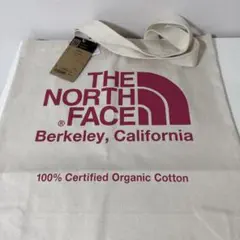 THE
NORTH
FACE
®
Berkeley, California
100% Certified Organic Cotton